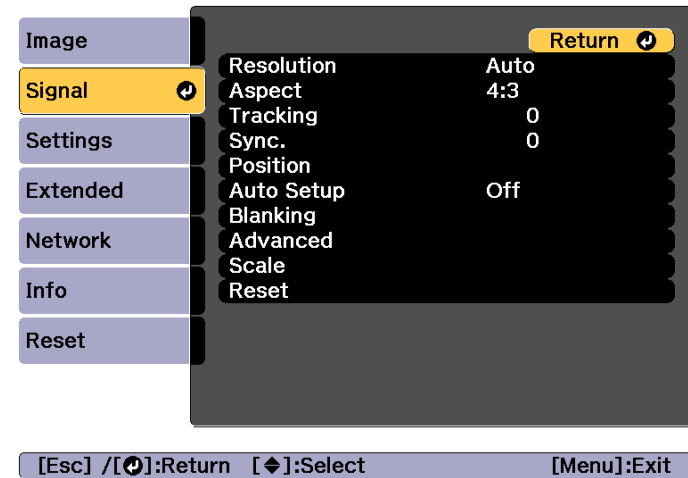 Image
Signal
Settings
Extended
Network
Info
Reset
Return
Resolution Auto
Aspect 4:3
Tracking 0
Sync. 0
Position
Auto Setup Off
Blanking
Advanced
Scale
Reset
[Esc] /[⏎]:Return [◆]:Select [Menu]:Exit